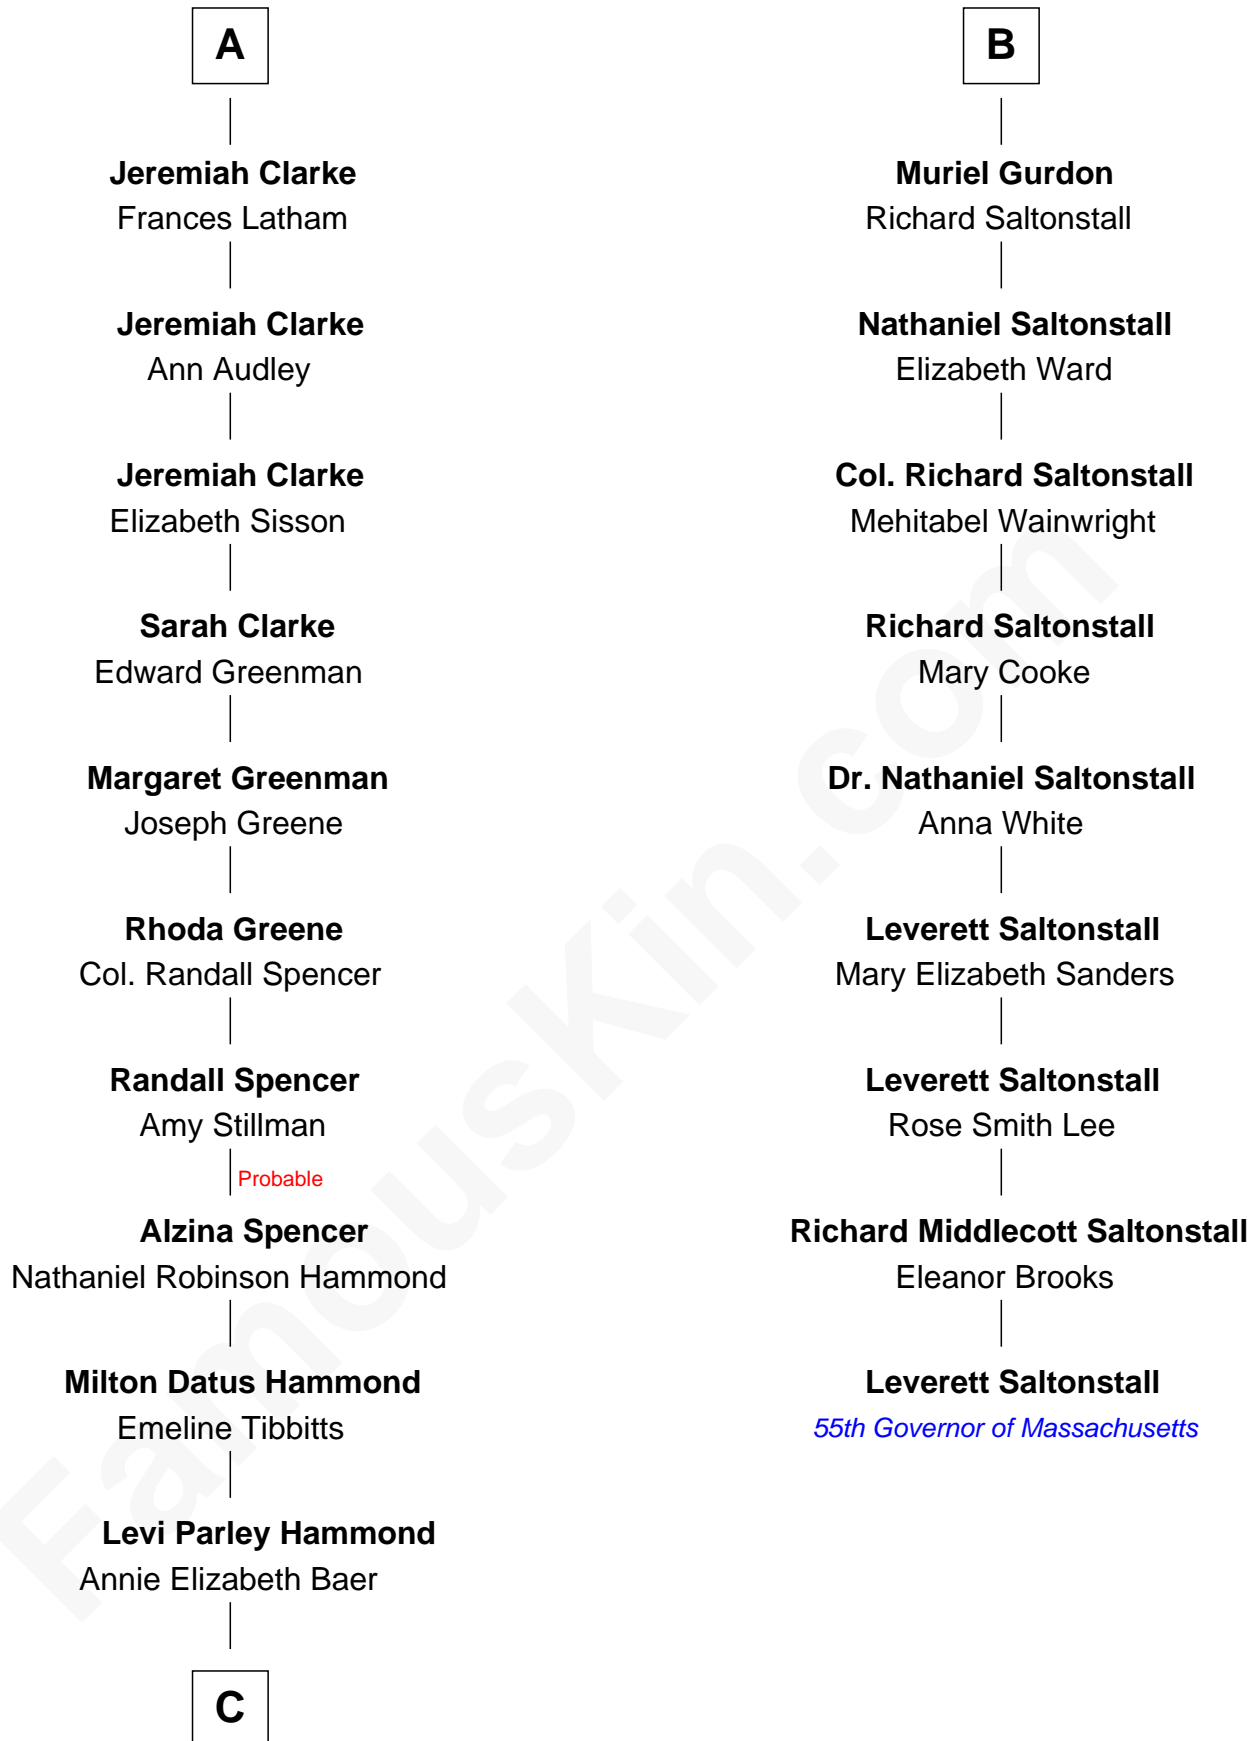 A
Jeremiah Clarke
Frances Latham
Jeremiah Clarke
Ann Audley
Jeremiah Clarke
Elizabeth Sisson
Sarah Clarke
Edward Greenman
Margaret Greenman
Joseph Greene
Rhoda Greene
Col. Randall Spencer
Randall Spencer
Amy Stillman
Probable
Alzina Spencer
Nathaniel Robinson Hammond
Milton Datus Hammond
Emeline Tibbitts
Levi Parley Hammond
Annie Elizabeth Baer
C
B
Muriel Gurdon
Richard Saltonstall
Nathaniel Saltonstall
Elizabeth Ward
Col. Richard Saltonstall
Mehitabel Wainwright
Richard Saltonstall
Mary Cooke
Dr. Nathaniel Saltonstall
Anna White
Leverett Saltonstall
Mary Elizabeth Sanders
Leverett Saltonstall
Rose Smith Lee
Richard Middlecott Saltonstall
Eleanor Brooks
Leverett Saltonstall
55th Governor of Massachusetts
FamousKin.com